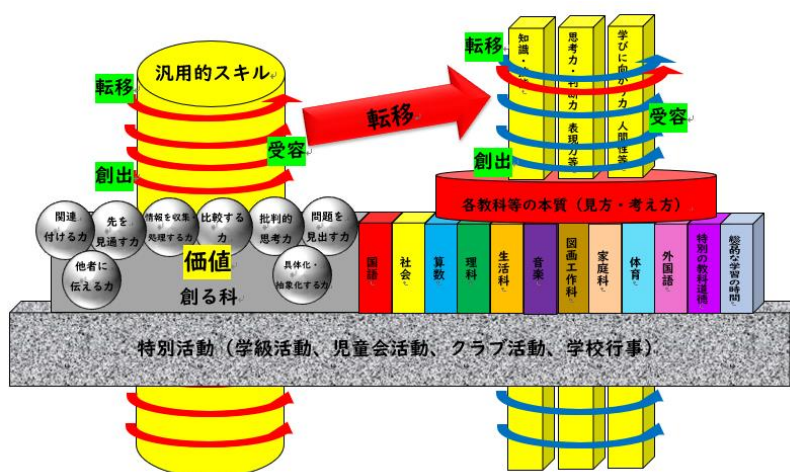 汎用的スキル
転移
受容
創出
転移
転移
創出
受容
知識・
思考力・判断力 表現力等
学びに向かう力 人間性等
各教科等の本質（見方・考え方）
関連
付ける力
先を
見通す力
情報を収集・
処理する力
比較する
力
批判的
思考力
問題を
見出す力
他者に
伝える力
価値
具体化・
抽象化する力
創る科
国語
社会
算数
理科
生活科
音楽
図画工作科
家庭科
体育
外国語
特別の教科道徳
総合的な学習の時間
特別活動（学級活動、児童会活動、クラブ活動、学校行事）